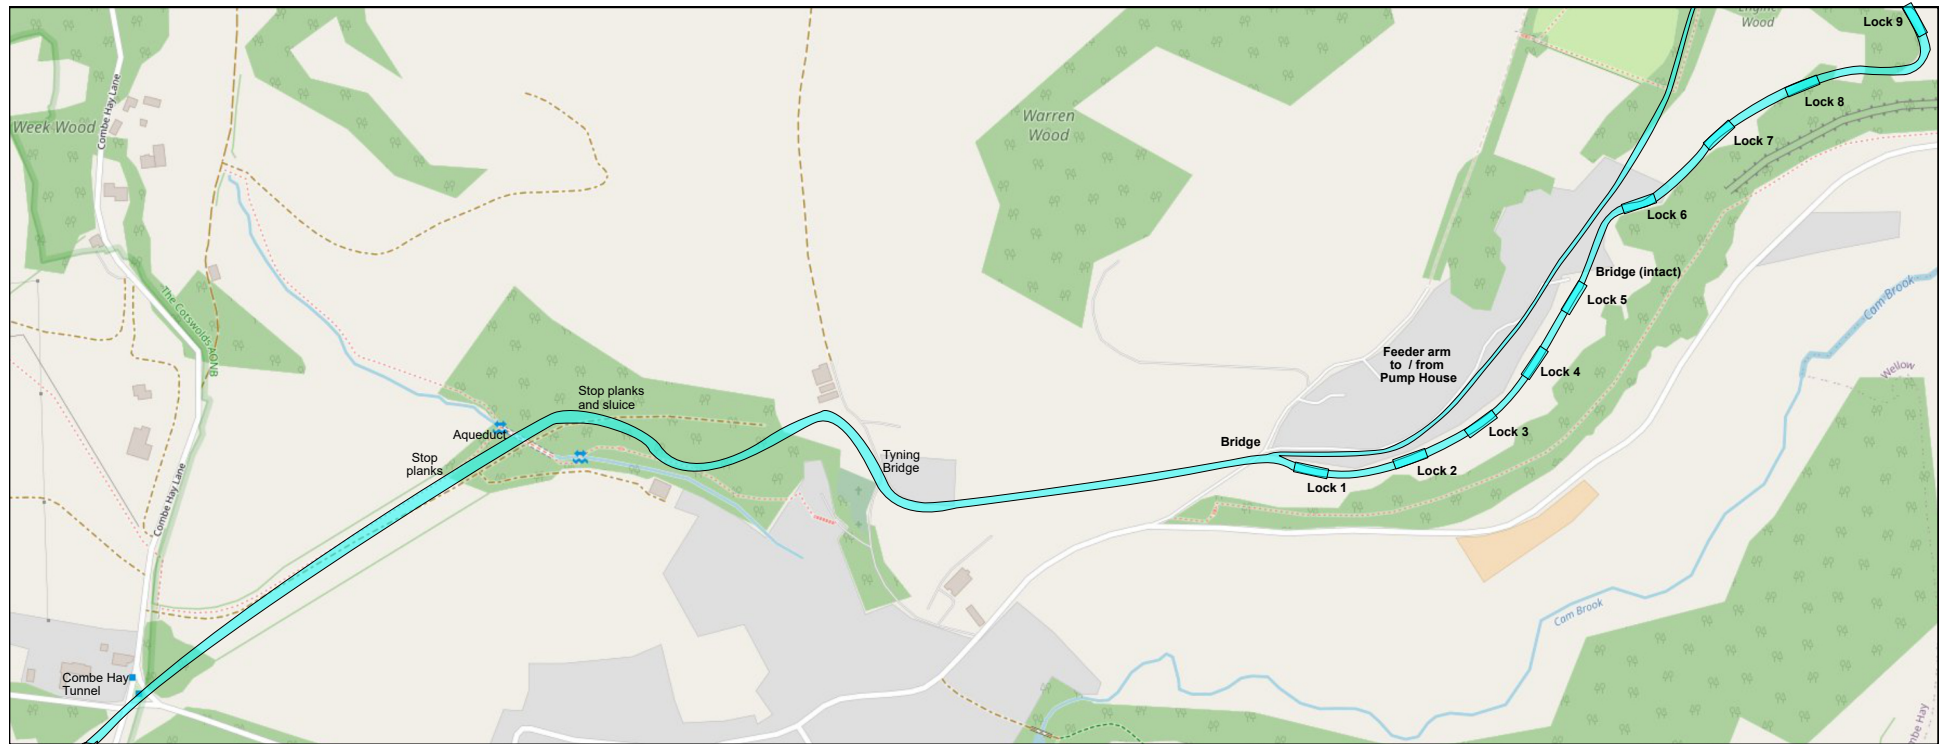 Engine
Wood
Lock 9
Combe Hay Lane
Week Wood
Warren
Wood
Lock 8
Lock 7
Lock 6
Bridge (intact)
Lock 5
Cam Brook
The Cotswolds AONB
Feeder arm
to / from
Pump House
Lock 4
Wellow
Stop planks
and sluice
Aqueduct
Stop
planks
Tyning
Bridge
Bridge
Lock 3
Lock 2
Lock 1
Combe Hay Lane
Cam Brook
Combe Hay
Tunnel
mbe Hay